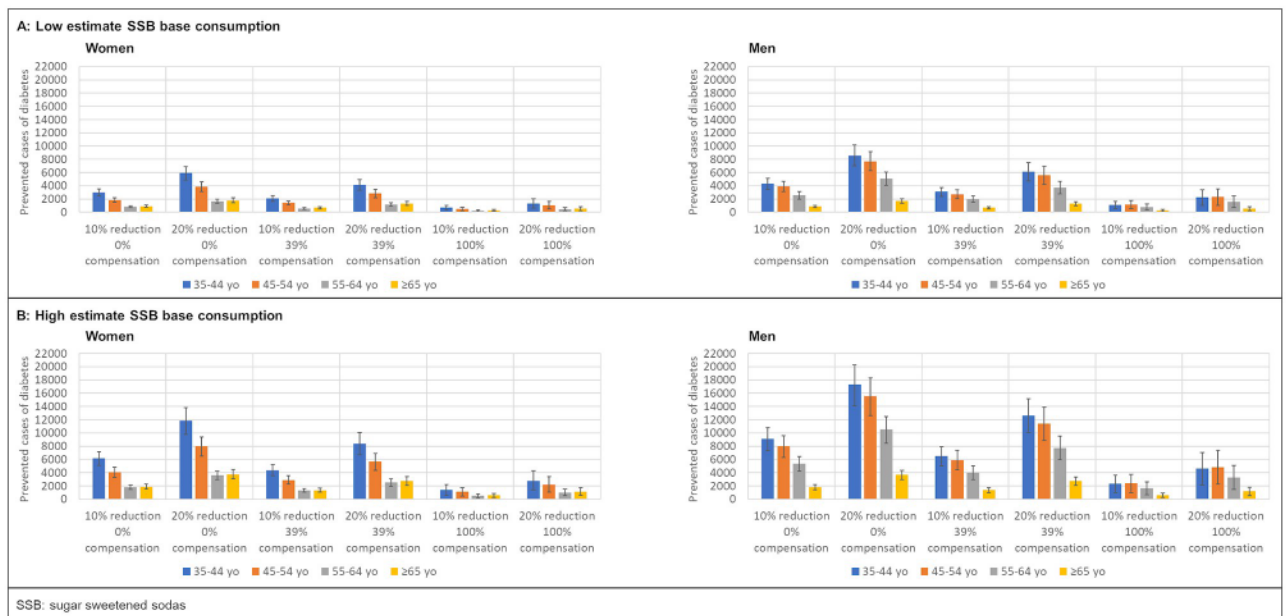 A: Low estimate SSB base consumption
Women
Prevented cases of diabetes
22000
20000
18000
16000
14000
12000
10000
8000
6000
4000
2000
0
10% reduction 20% reduction 10% reduction 20% reduction 10% reduction 20% reduction
0% 0% 39% 39% 100% 100%
compensation compensation compensation compensation compensation compensation
35-44 yo 45-54 yo 55-64 yo ≥65 yo
Men
Prevented cases of diabetes
22000
20000
18000
16000
14000
12000
10000
8000
6000
4000
2000
0
10% reduction 20% reduction 10% reduction 20% reduction 10% reduction 20% reduction
0% 0% 39% 39% 100% 100%
compensation compensation compensation compensation compensation compensation
35-44 yo 45-54 yo 55-64 yo ≥65 yo
B: High estimate SSB base consumption
Women
Prevented cases of diabetes
22000
20000
18000
16000
14000
12000
10000
8000
6000
4000
2000
0
10% reduction 20% reduction 10% reduction 20% reduction 10% reduction 20% reduction
0% 0% 39% 39% 100% 100%
compensation compensation compensation compensation compensation compensation
35-44 yo 45-54 yo 55-64 yo ≥65 yo
Men
Prevented cases of diabetes
22000
20000
18000
16000
14000
12000
10000
8000
6000
4000
2000
0
10% reduction 20% reduction 10% reduction 20% reduction 10% reduction 20% reduction
0% 0% 39% 39% 100% 100%
compensation compensation compensation compensation compensation compensation
35-44 yo 45-54 yo 55-64 yo ≥65 yo
SSB: sugar sweetened sodas